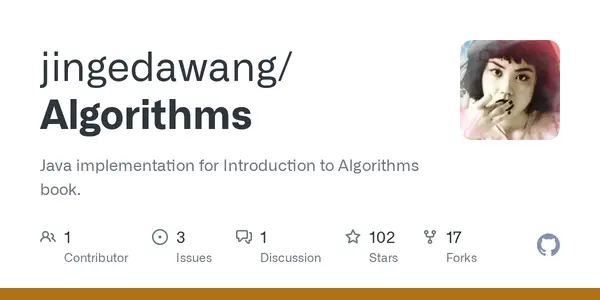 jingedawang/
Algorithms
Java implementation for Introduction to Algorithms
book.
1
Contributor
3
Issues
1
Discussion
102
Stars
17
Forks